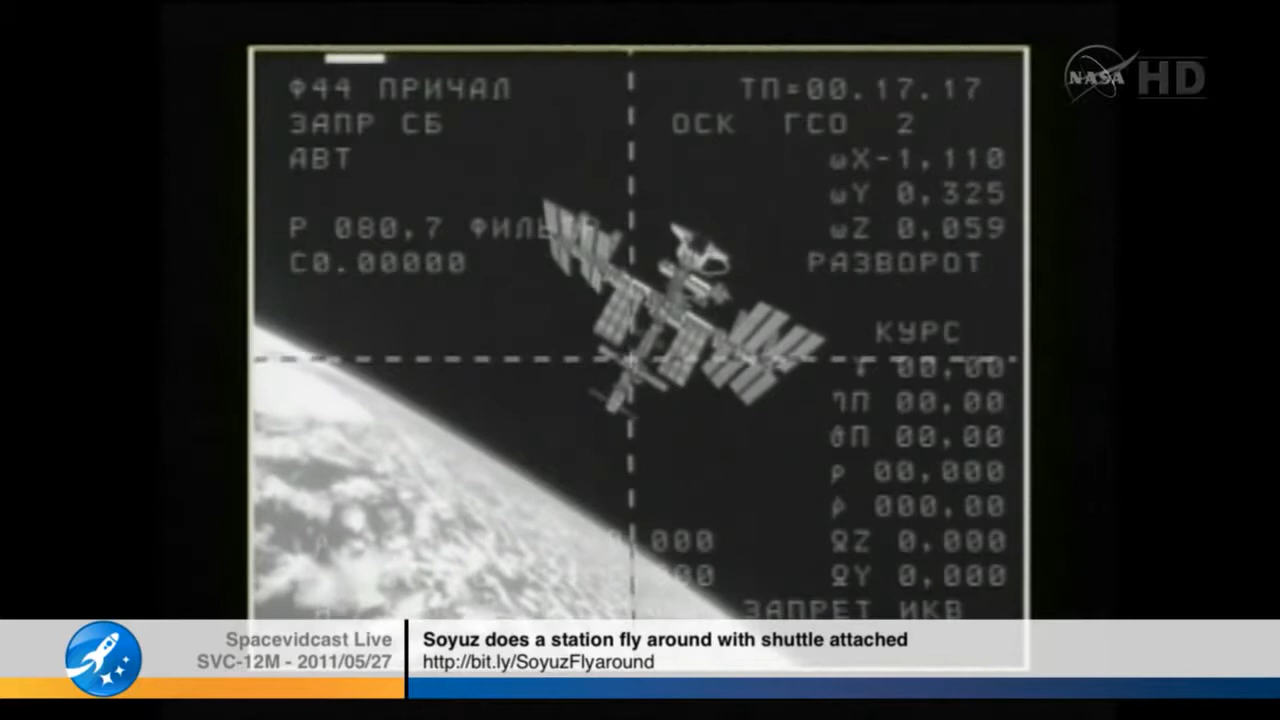 NASA HD
Ф44 ПРИЧАЛ
ТП=00.17.17
ЗАПР СБ
ОСК ГСО 2
АВТ
ωX-1,110
ωY 0,325
Р 080,7
ωZ 0,059
С0.00000
РАЗВОРОТ
КУРС
00,00
ηП 00,00
ϑП 00,00
ρ 00,000
ρ̇ 000,00
000
ΩZ 0,000
ΩY 0,000
ЗАПРЕТ ИКВ
Spacevidcast Live
SVC-12M - 2011/05/27
Soyuz does a station fly around with shuttle attached
http://bit.ly/SoyuzFlyaround